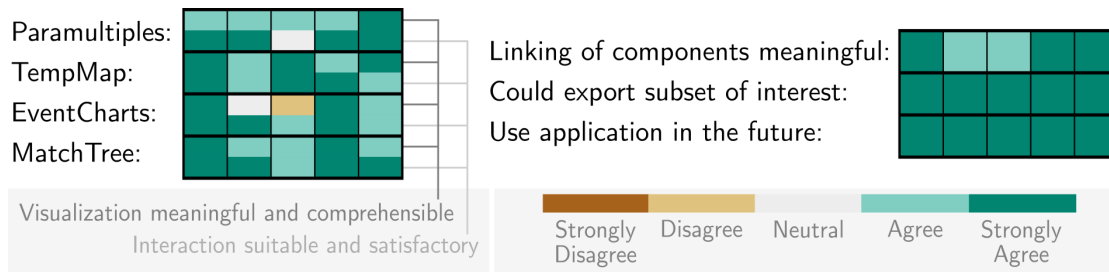 Paramultiples:
TempMap:
EventCharts:
MatchTree:
Visualization meaningful and comprehensible
Interaction suitable and satisfactory
Linking of components meaningful:
Could export subset of interest:
Use application in the future:
Strongly Disagree
Disagree
Neutral
Agree
Strongly Agree